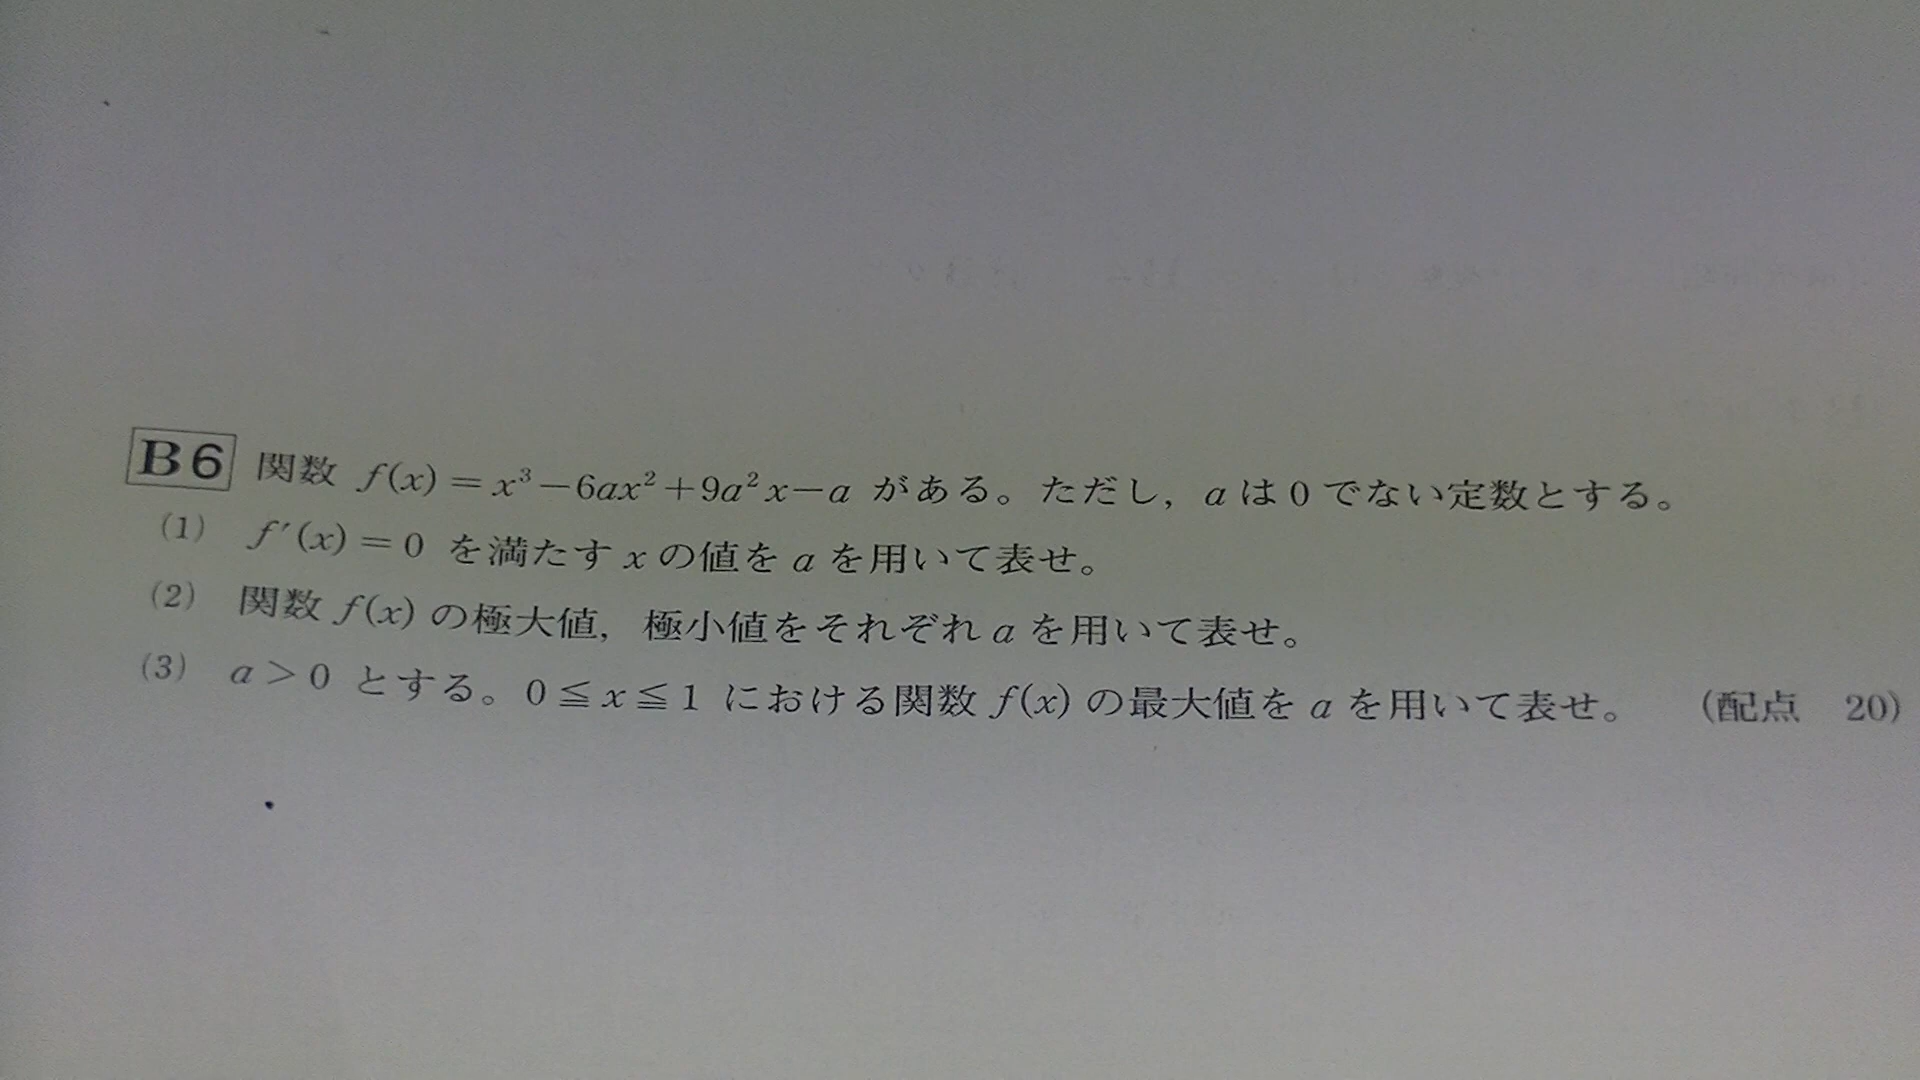 B6 関数 f(x)=x³-6ax²+9a²x-a がある。ただし，a は 0 でない定数とする。
(1) f′(x)=0 を満たす x の値を a を用いて表せ。
(2) 関数 f(x) の極大値，極小値をそれぞれ a を用いて表せ。
(3) a>0 とする。0≦x≦1 における関数 f(x) の最大値を a を用いて表せ。 (配点 20)